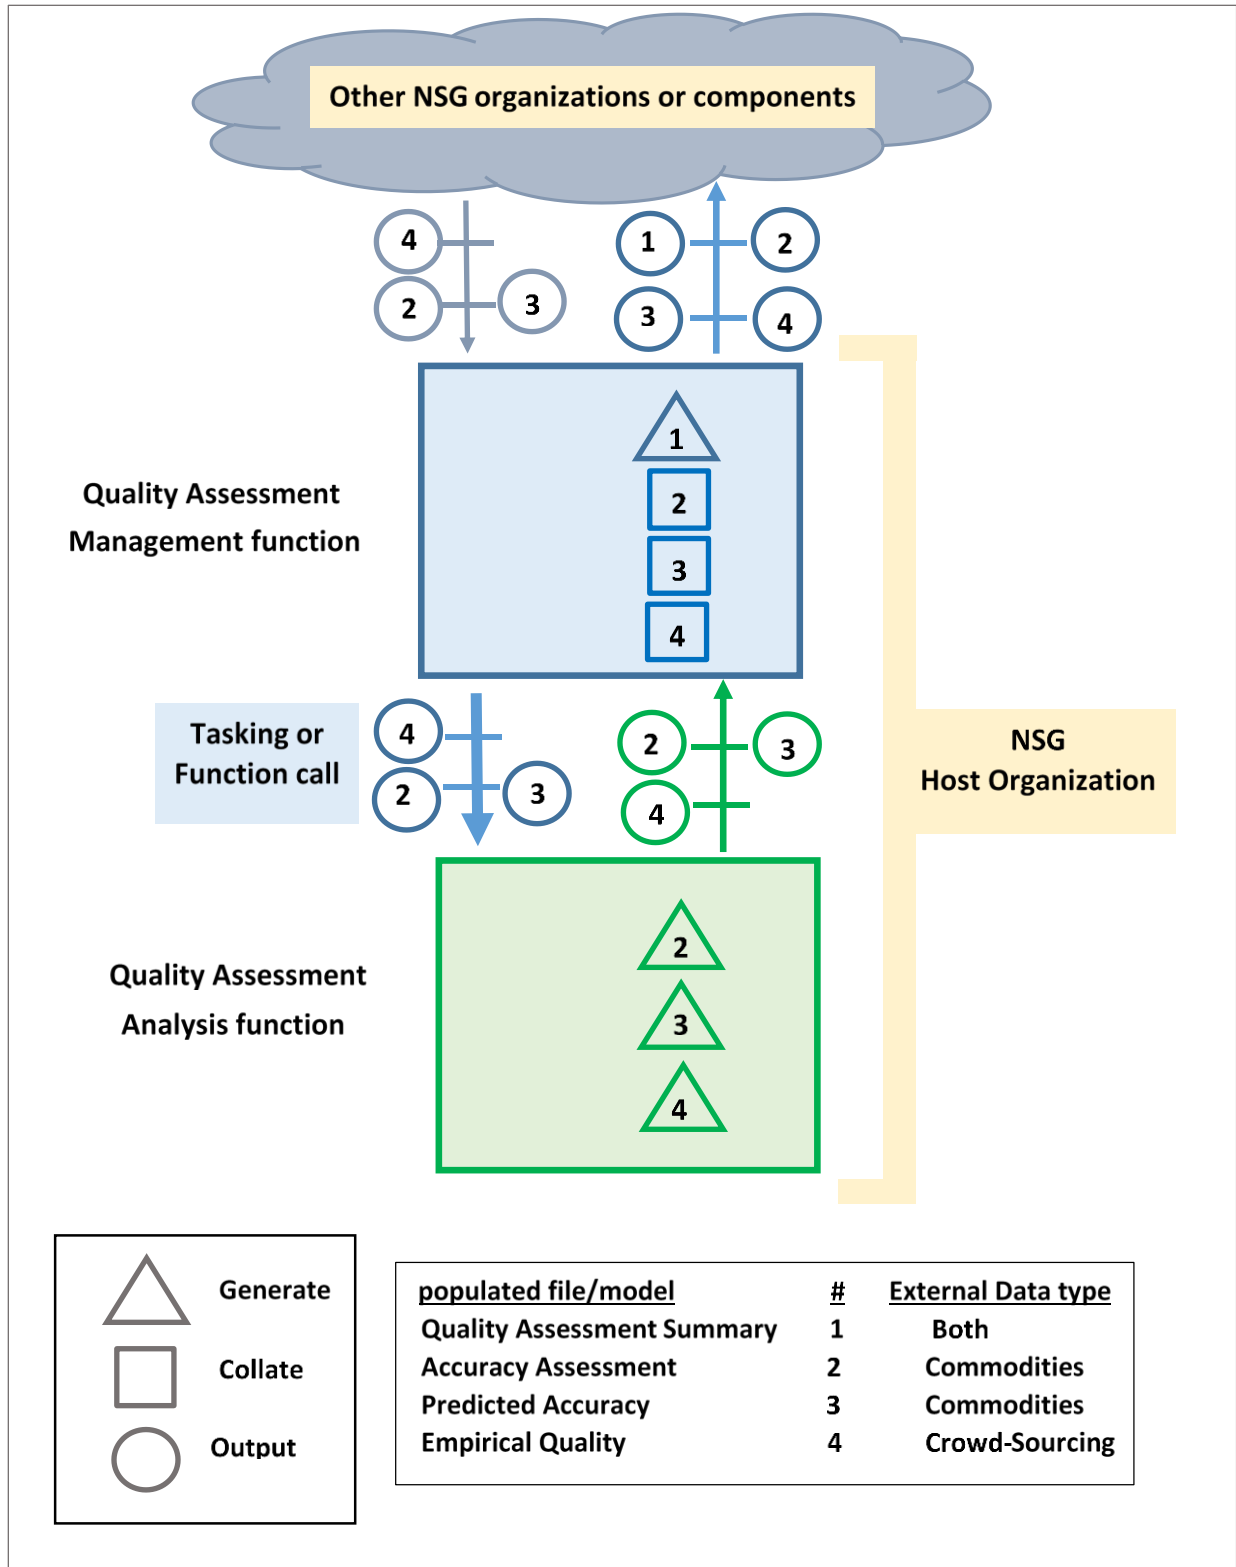 Other NSG organizations or components
4
1
2
2
3
3
4
1
2
3
4
Quality Assessment
Management function
Tasking or
Function call
4
2
3
2
3
4
NSG
Host Organization
2
3
4
Quality Assessment
Analysis function
Generate
Collate
Output
populated file/model # External Data type
Quality Assessment Summary 1 Both
Accuracy Assessment 2 Commodities
Predicted Accuracy 3 Commodities
Empirical Quality 4 Crowd-Sourcing